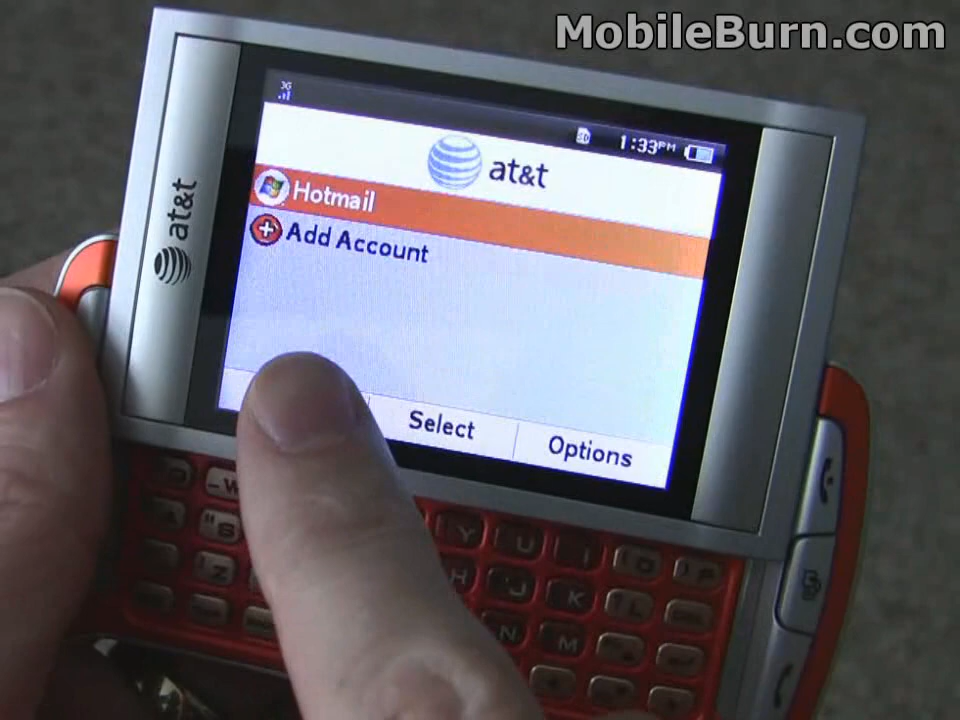 MobileBurn.com
3G
1:33PM
at&t
at&t
Hotmail
Add Account
Select
Options
W
Y U I O P
S
H J K L
Z
N M